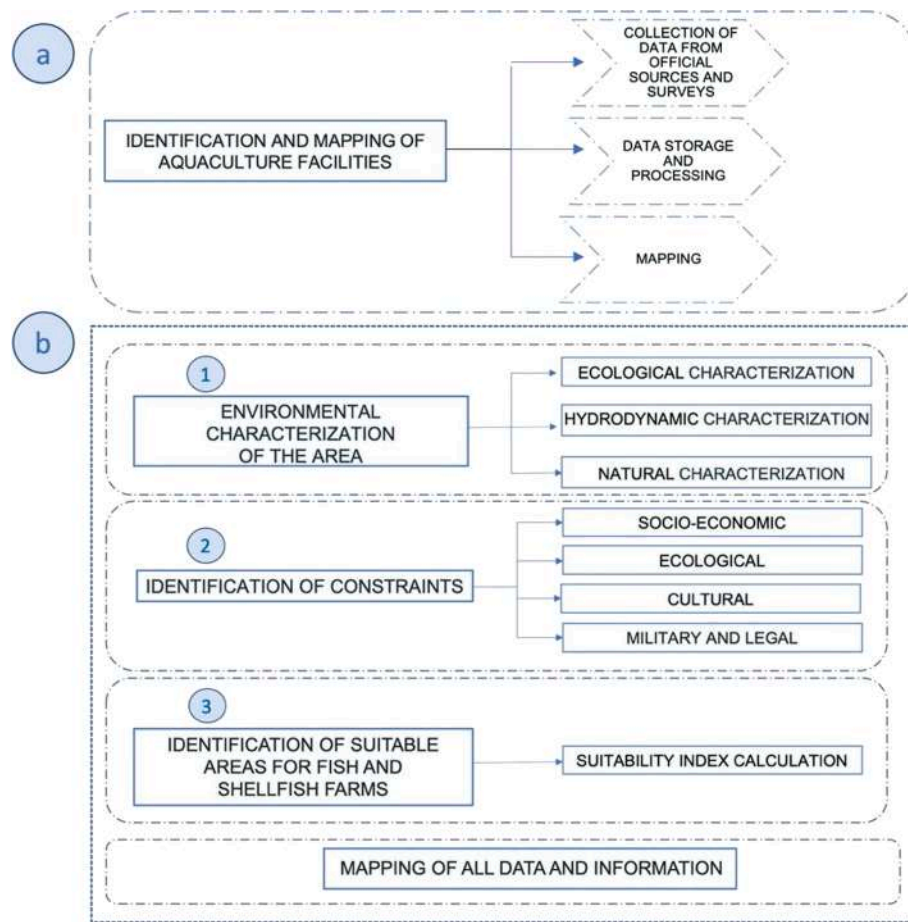 a
COLLECTION OF
DATA FROM
OFFICIAL
SOURCES AND
SURVEYS
IDENTIFICATION AND MAPPING OF
AQUACULTURE FACILITIES
DATA STORAGE
AND
PROCESSING
MAPPING
b
1
ENVIRONMENTAL
CHARACTERIZATION
OF THE AREA
ECOLOGICAL CHARACTERIZATION
HYDRODYNAMIC CHARACTERIZATION
NATURAL CHARACTERIZATION
2
IDENTIFICATION OF CONSTRAINTS
SOCIO-ECONOMIC
ECOLOGICAL
CULTURAL
MILITARY AND LEGAL
3
IDENTIFICATION OF SUITABLE
AREAS FOR FISH AND
SHELLFISH FARMS
SUITABILITY INDEX CALCULATION
MAPPING OF ALL DATA AND INFORMATION